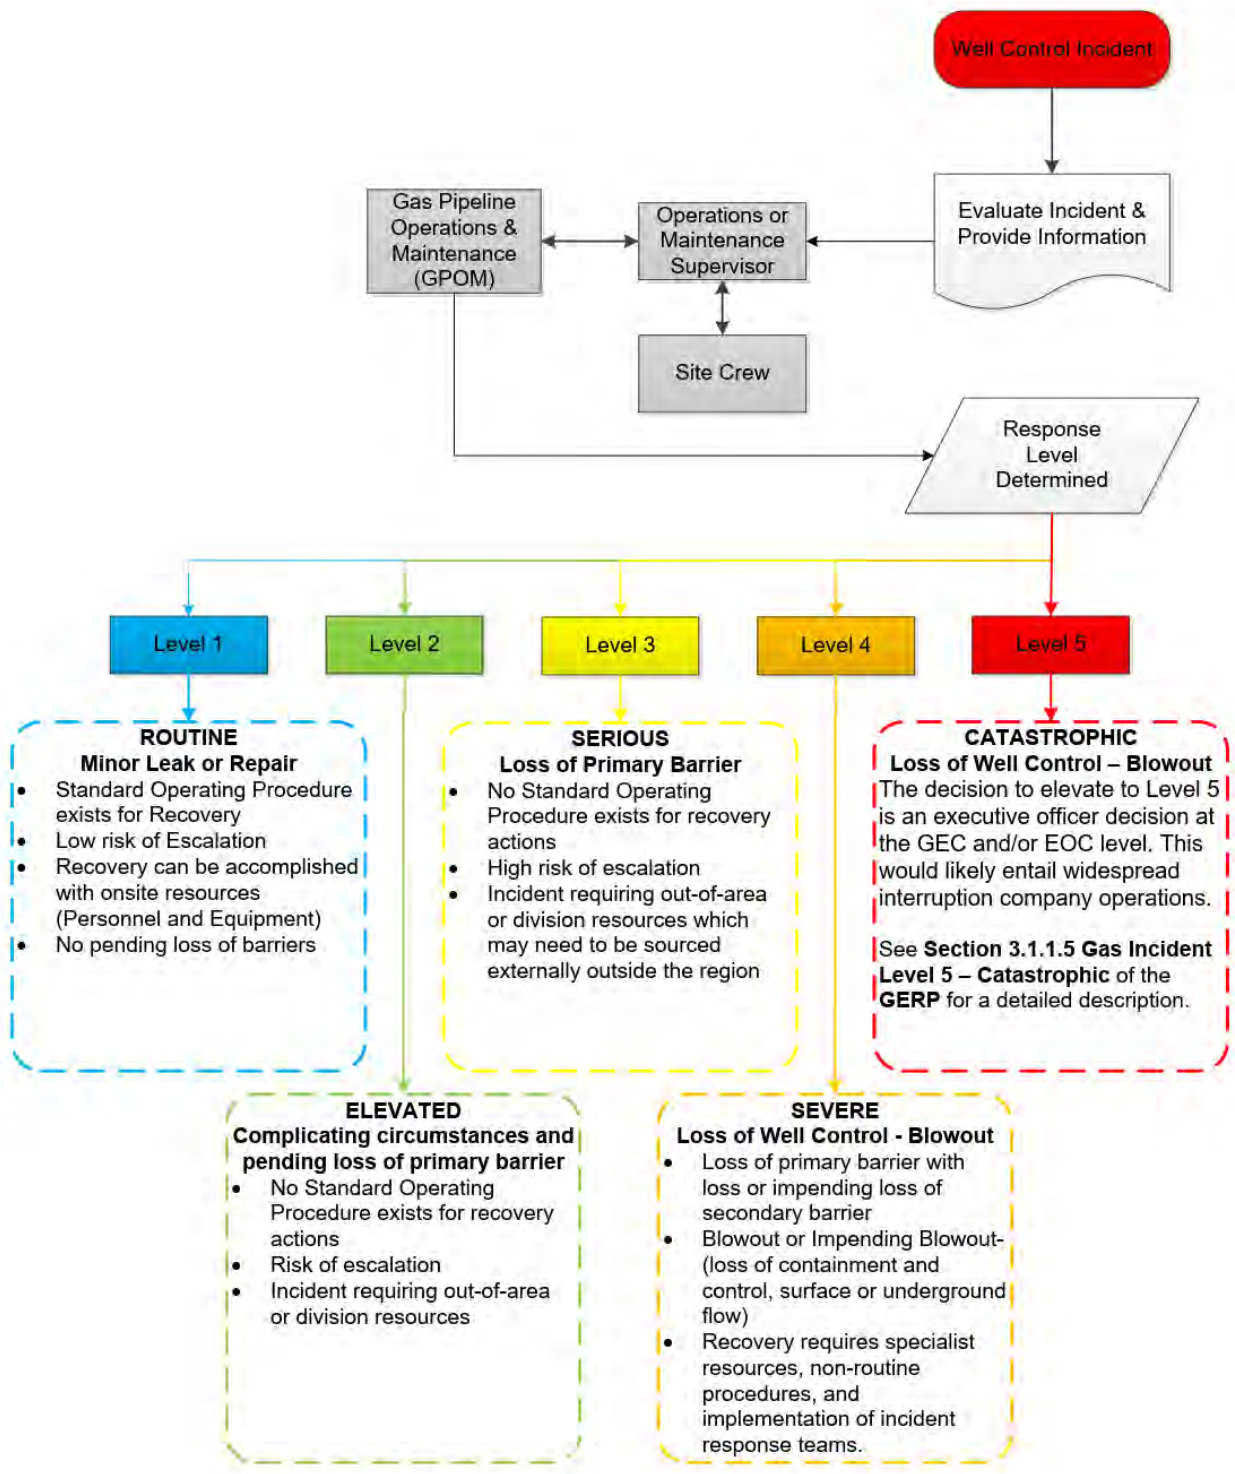 Well Control Incident
Evaluate Incident &
Provide Information
Operations or
Maintenance
Supervisor
Gas Pipeline
Operations &
Maintenance
(GPOM)
Site Crew
Response
Level
Determined
Level 1
Level 2
Level 3
Level 4
Level 5
ROUTINE
Minor Leak or Repair
• Standard Operating Procedure
exists for Recovery
• Low risk of Escalation
• Recovery can be accomplished
with onsite resources
(Personnel and Equipment)
• No pending loss of barriers
SERIOUS
Loss of Primary Barrier
• No Standard Operating
Procedure exists for recovery
actions
• High risk of escalation
• Incident requiring out-of-area
or division resources which
may need to be sourced
externally outside the region
CATASTROPHIC
Loss of Well Control – Blowout
The decision to elevate to Level 5
is an executive officer decision at
the GEC and/or EOC level. This
would likely entail widespread
interruption company operations.
See Section 3.1.1.5 Gas Incident
Level 5 – Catastrophic of the
GERP for a detailed description.
ELEVATED
Complicating circumstances and
pending loss of primary barrier
• No Standard Operating
Procedure exists for recovery
actions
• Risk of escalation
• Incident requiring out-of-area
or division resources
SEVERE
Loss of Well Control - Blowout
• Loss of primary barrier with
loss or impending loss of
secondary barrier
• Blowout or Impending Blowout-
(loss of containment and
control, surface or underground
flow)
• Recovery requires specialist
resources, non-routine
procedures, and
implementation of incident
response teams.